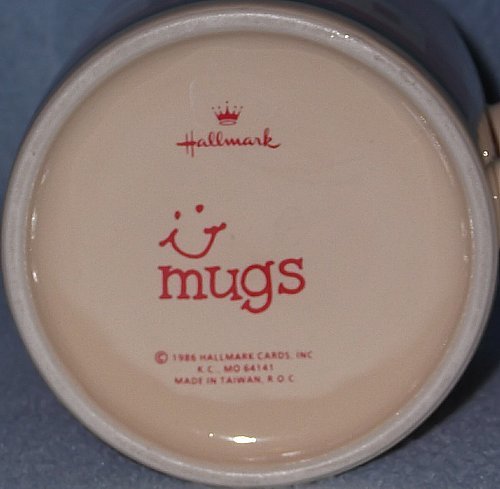 Hallmark
mugs
© 1986 HALLMARK CARDS, INC
K.C., MO 64141
MADE IN TAIWAN, R.O.C.